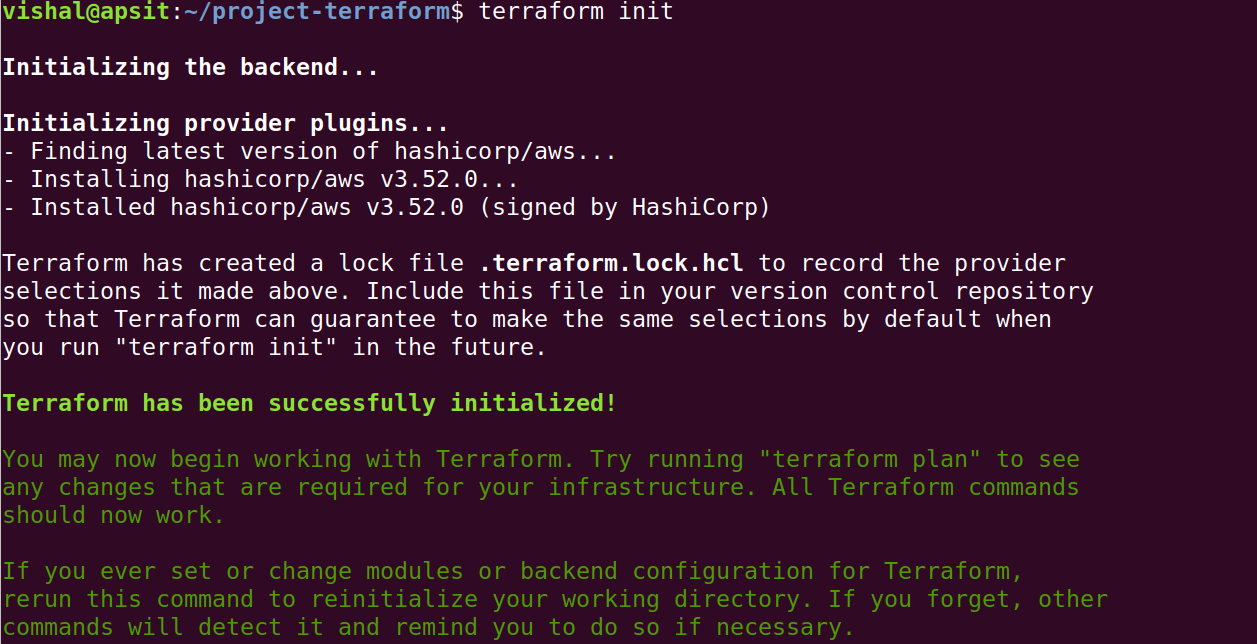 vishal@apsit:~/project-terraform$ terraform init
Initializing the backend...
Initializing provider plugins...
- Finding latest version of hashicorp/aws...
- Installing hashicorp/aws v3.52.0...
- Installed hashicorp/aws v3.52.0 (signed by HashiCorp)
Terraform has created a lock file .terraform.lock.hcl to record the provider
selections it made above. Include this file in your version control repository
so that Terraform can guarantee to make the same selections by default when
you run "terraform init" in the future.
Terraform has been successfully initialized!
You may now begin working with Terraform. Try running "terraform plan" to see
any changes that are required for your infrastructure. All Terraform commands
should now work.
If you ever set or change modules or backend configuration for Terraform,
rerun this command to reinitialize your working directory. If you forget, other
commands will detect it and remind you to do so if necessary.